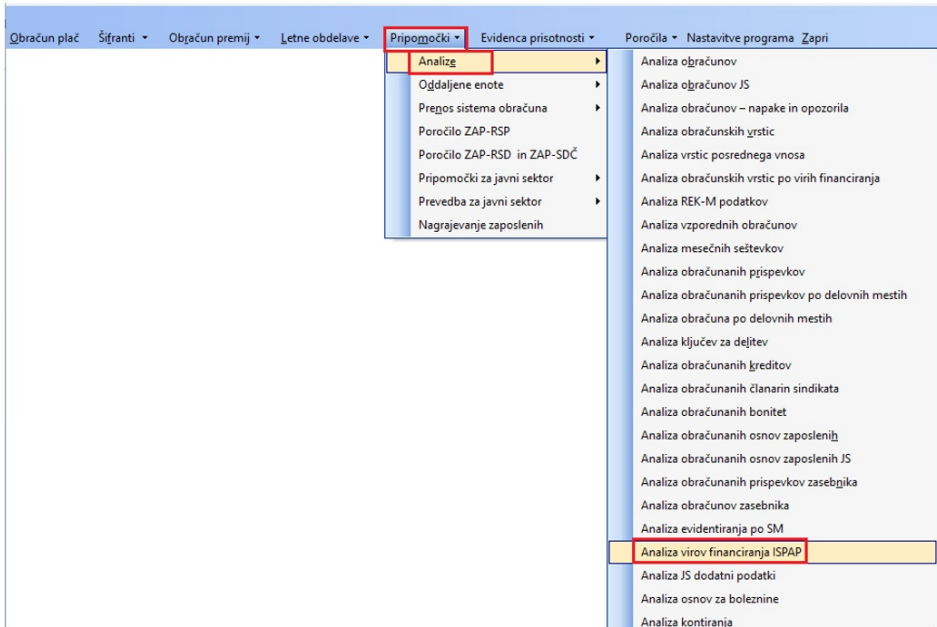 Obračun plač Šifranti Obračun premij Letne obdelave Pripomočki Evidenca prisotnosti Poročila Nastavitve programa Zapri
Analize
Oddaljene enote
Prenos sistema obračuna
Poročilo ZAP-RSP
Poročilo ZAP-RSD in ZAP-SDČ
Pripomočki za javni sektor
Prevedba za javni sektor
Nagrajevanje zaposlenih
Analiza obračunov
Analiza obračunov JS
Analiza obračunov – napake in opozorila
Analiza obračunskih vrstic
Analiza vrstic posrednega vnosa
Analiza obračunskih vrstic po virih financiranja
Analiza REK-M podatkov
Analiza vzporednih obračunov
Analiza mesečnih seštevkov
Analiza obračunanih prispevkov
Analiza obračunanih prispevkov po delovnih mestih
Analiza obračuna po delovnih mestih
Analiza ključev za delitev
Analiza obračunanih kreditov
Analiza obračunanih članarin sindikata
Analiza obračunanih bonitet
Analiza obračunanih osnov zaposlenih
Analiza obračunanih osnov zaposlenih JS
Analiza obračunanih prispevkov zasebnika
Analiza obračunov zasebnika
Analiza evidentiranja po SM
Analiza virov financiranja ISPAP
Analiza JS dodatni podatki
Analiza osnov za boleznine
Analiza kontiranja